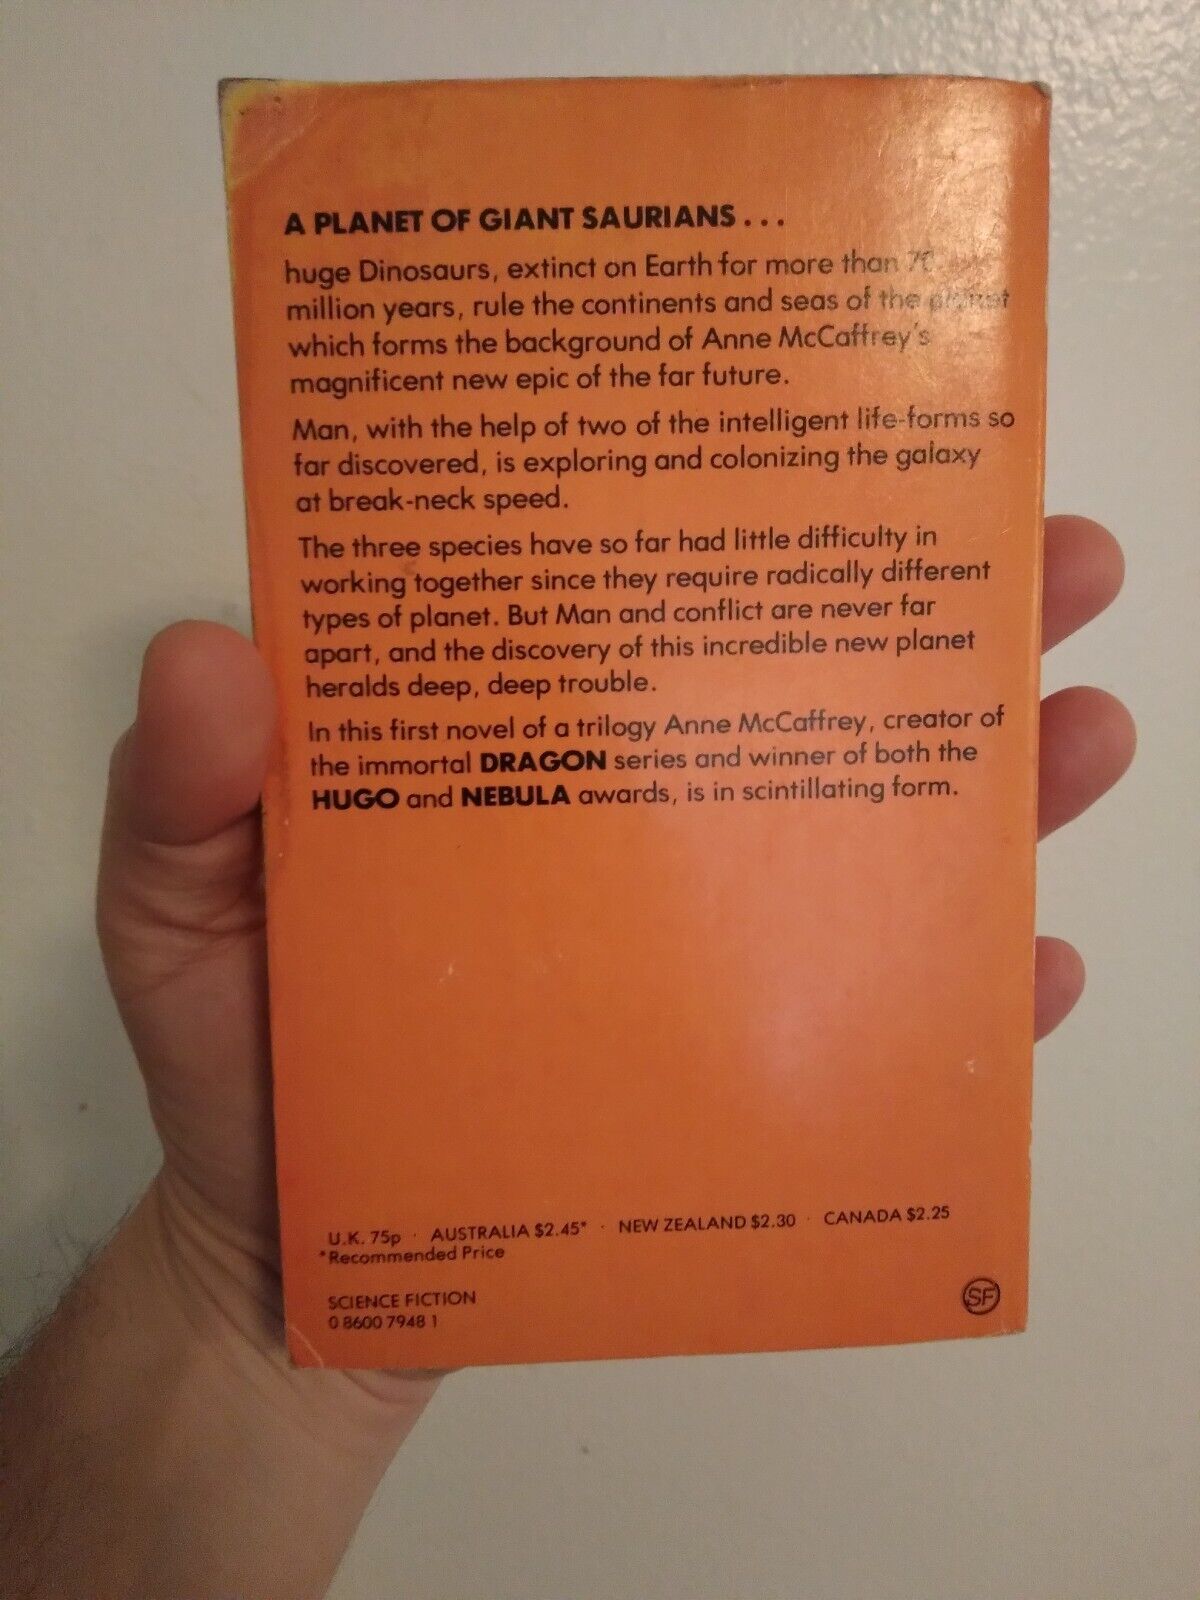 A PLANET OF GIANT SAURIANS...
huge Dinosaurs, extinct on Earth for more than 70
million years, rule the continents and seas of the planet
which forms the background of Anne McCaffrey's
magnificent new epic of the far future.
Man, with the help of two of the intelligent life-forms so
far discovered, is exploring and colonizing the galaxy
at break-neck speed.
The three species have so far had little difficulty in
working together since they require radically different
types of planet. But Man and conflict are never far
apart, and the discovery of this incredible new planet
heralds deep, deep trouble.
In this first novel of a trilogy Anne McCaffrey, creator of
the immortal DRAGON series and winner of both the
HUGO and NEBULA awards, is in scintillating form.
U.K. 75p · AUSTRALIA $2.45* · NEW ZEALAND $2.30 · CANADA $2.25
*Recommended Price
SCIENCE FICTION
0 8600 7948 1
SF